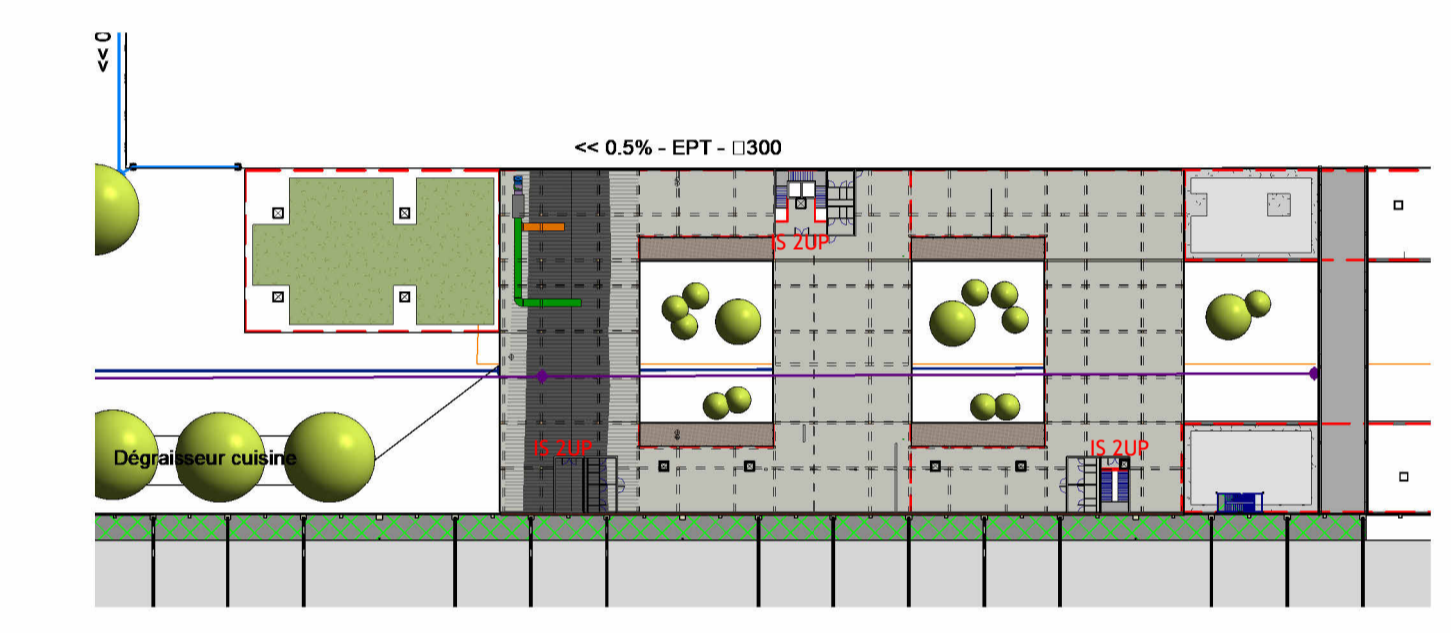 O <<
<< 0.5% - EPT - □300
IS 2UP
IS 2UP
IS 2UP
Dégraisseur cuisine